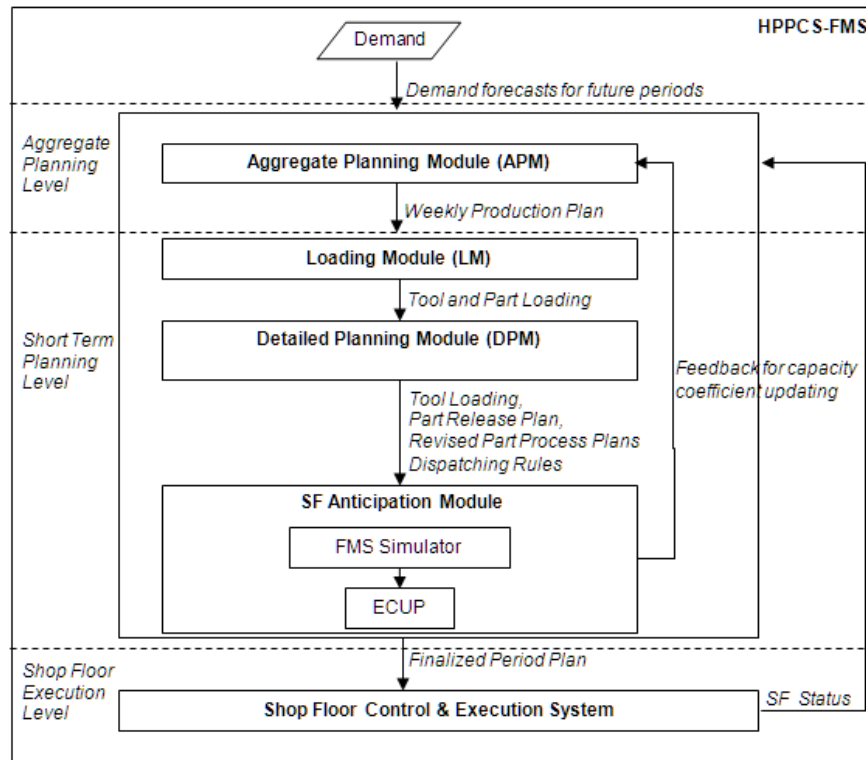 HPPCS-FMS
Demand
Demand forecasts for future periods
Aggregate
Planning
Level
Aggregate Planning Module (APM)
Weekly Production Plan
Loading Module (LM)
Tool and Part Loading
Short Term
Planning
Level
Detailed Planning Module (DPM)
Feedback for capacity
coefficient updating
Tool Loading,
Part Release Plan,
Revised Part Process Plans
Dispatching Rules
SF Anticipation Module
FMS Simulator
ECUP
Finalized Period Plan
Shop Floor
Execution
Level
Shop Floor Control & Execution System
SF Status